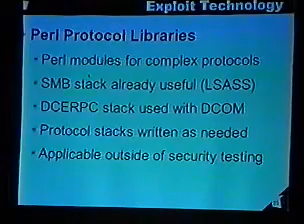 Exploit Technology
Perl Protocol Libraries
• Perl modules for complex protocols
• SMB stack already useful (LSASS)
• DCERPC stack used with DCOM
• Protocol stacks written as needed
• Applicable outside of security testing